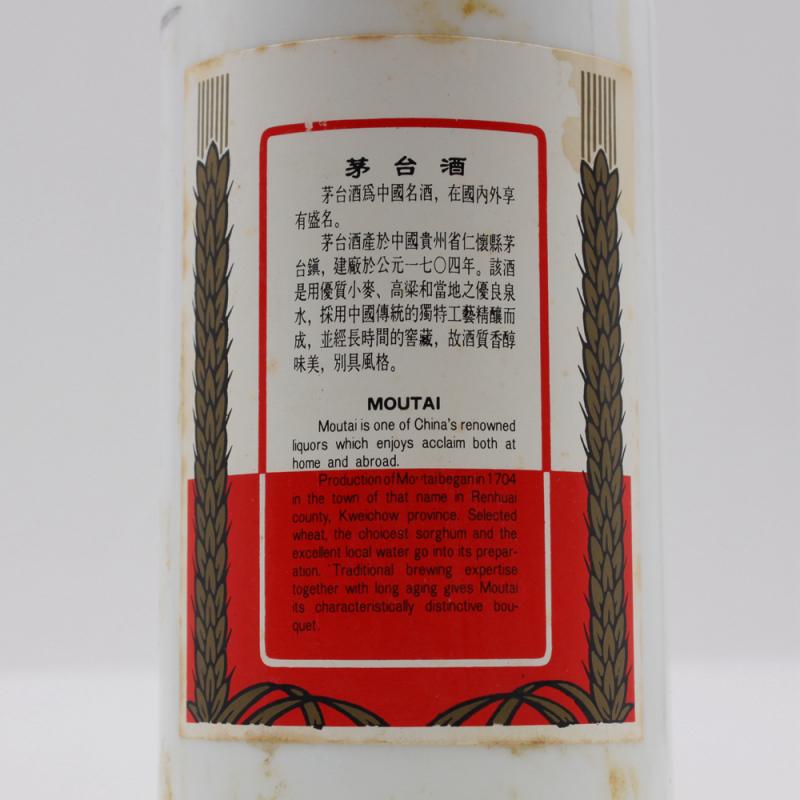 茅台酒
茅台酒爲中國名酒，在國內外享
有盛名。
茅台酒產於中國貴州省仁懷縣茅
台鎭，建廠於公元一七〇四年。該酒
是用優質小麥、高粱和當地之優良泉
水，採用中國傳統的獨特工藝精釀而
成，並經長時間的窖藏，故酒質香醇
味美，別具風格。
MOUTAI
Moutai is one of China's renowned
liquors which enjoys acclaim both at
home and abroad.
Production of Moutai began in 1704
in the town of that name in Renhuai
county, Kweichow province. Selected
wheat, the choicest sorghum and the
excellent local water go into its prepar-
ation. Traditional brewing expertise
together with long aging gives Moutai
its characteristically distinctive bou-
quet.